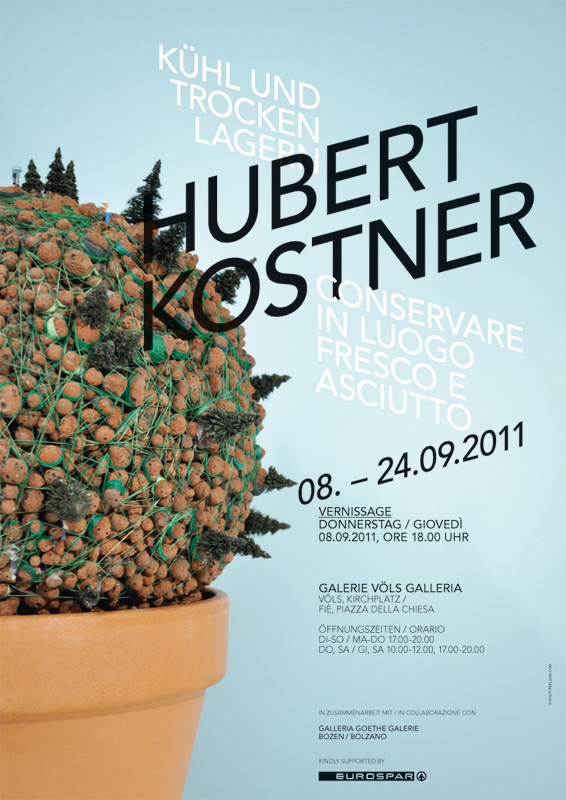 KÜHL UND
TROCKEN
LAGERN
HUBERT
KOSTNER
CONSERVARE
IN LUOGO
FRESCO E
ASCIUTTO
08. – 24.09.2011
VERNISSAGE
DONNERSTAG / GIOVEDÌ
08.09.2011, ORE 18.00 UHR
GALERIE VÖLS GALLERIA
VÖLS, KIRCHPLATZ /
FIÈ, PIAZZA DELLA CHIESA
ÖFFNUNGSZEITEN / ORARIO
DI-SO / MA-DO 17.00-20.00
DO, SA / GI, SA 10.00-12.00, 17.00-20.00
IN ZUSAMMENARBEIT MIT / IN COLLABORAZIONE CON
GALLERIA GOETHE GALERIE
BOZEN / BOLZANO
KINDLY SUPPORTED BY
EUROSPAR